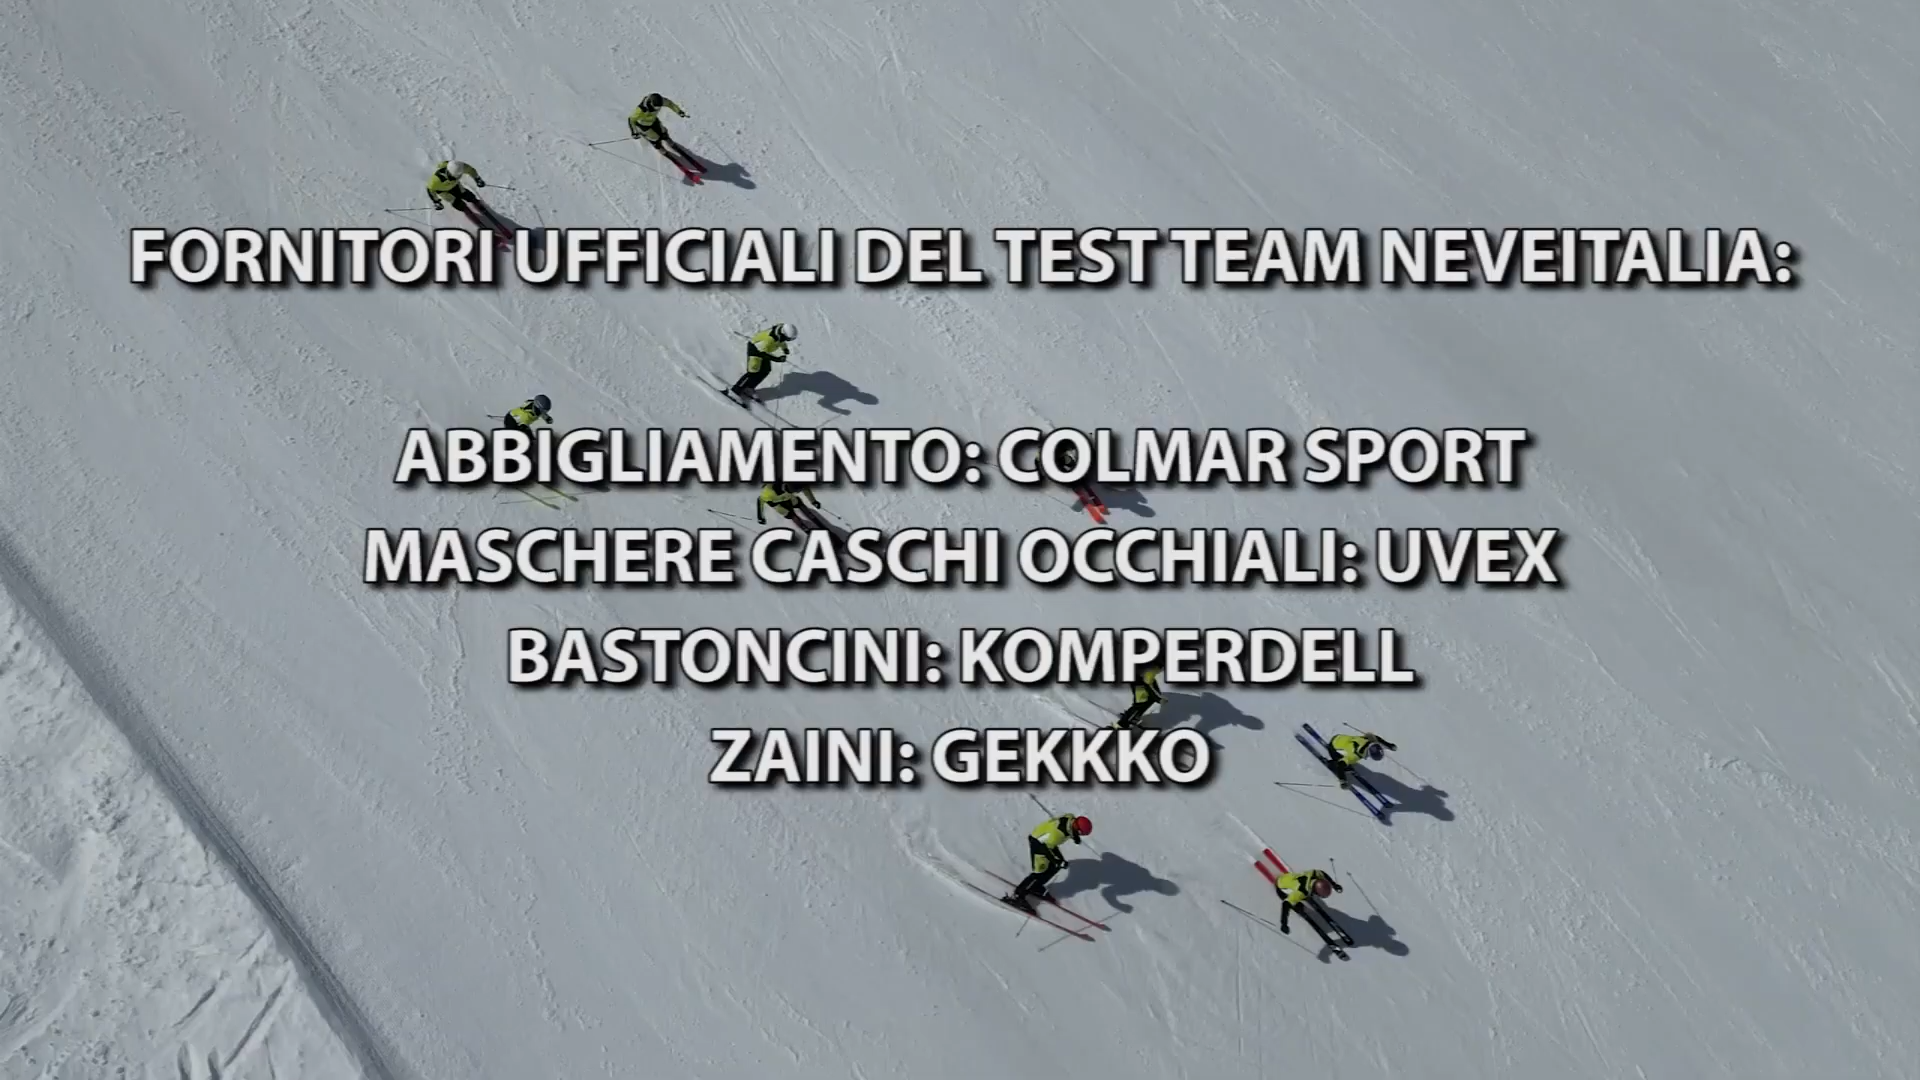 FORNITORI UFFICIALI DEL TEST TEAM NEVEITALIA:
ABBIGLIAMENTO: COLMAR SPORT
MASCHERE CASCHI OCCHIALI: UVEX
BASTONCINI: KOMPERDELL
ZAINI: GEKKKO